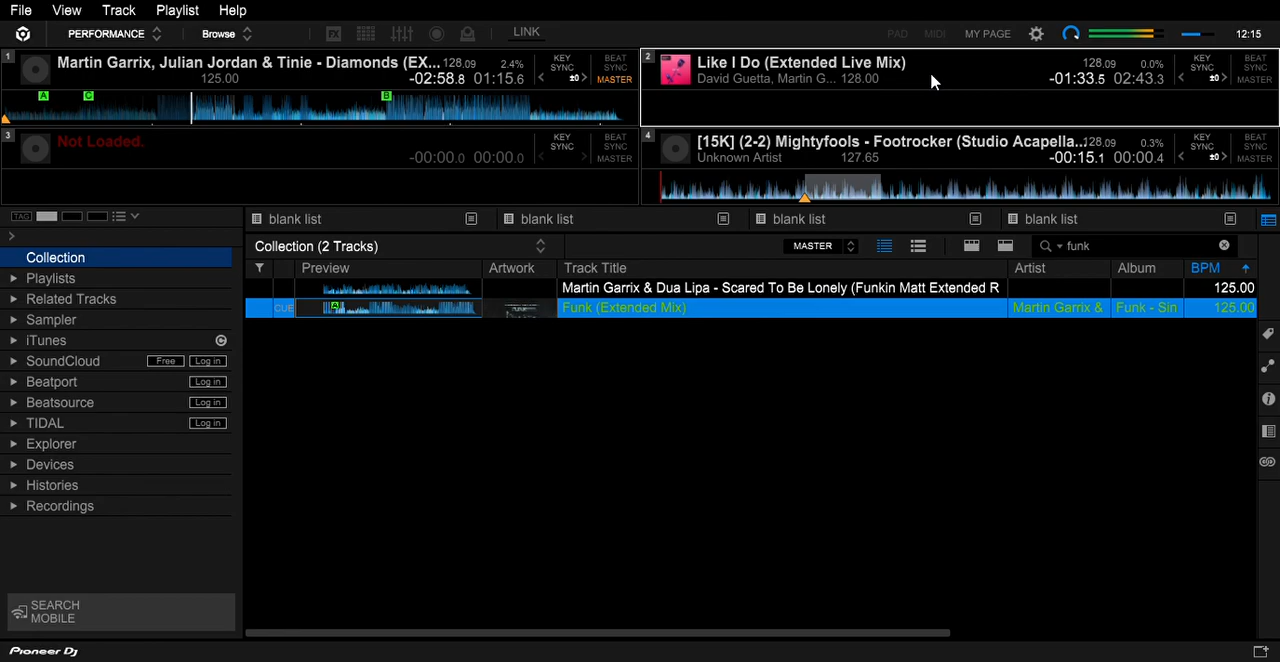 File View Track Playlist Help
PERFORMANCE Browse FX LINK PAD MIDI MY PAGE 12:15
1 Martin Garrix, Julian Jordan & Tinie - Diamonds (EX... 128.09 2.4% KEY SYNC ±0 BEAT SYNC MASTER
125.00 -02:58.8 01:15.6
A C B
2 Like I Do (Extended Live Mix) 128.09 0.0% KEY SYNC ±0 BEAT SYNC MASTER
David Guetta, Martin G... 128.00 -01:33.5 02:43.3
3 Not Loaded. KEY SYNC BEAT SYNC MASTER
-00:00.0 00:00.0
4 [15K] (2-2) Mightyfools - Footrocker (Studio Acapella... 128.09 0.3% KEY SYNC ±0 BEAT SYNC MASTER
Unknown Artist 127.65 -00:15.1 00:00.4
TAG
blank list blank list blank list blank list
Collection (2 Tracks) MASTER funk
Preview Artwork Track Title Artist Album BPM
Martin Garrix & Dua Lipa - Scared To Be Lonely (Funkin Matt Extended R 125.00
CUE A Funk (Extended Mix) Martin Garrix & Funk - Sin 125.00
Collection
Playlists
Related Tracks
Sampler
iTunes
SoundCloud Free Log in
Beatport Log in
Beatsource Log in
TIDAL Log in
Explorer
Devices
Histories
Recordings
SEARCH
MOBILE
Pioneer Dj